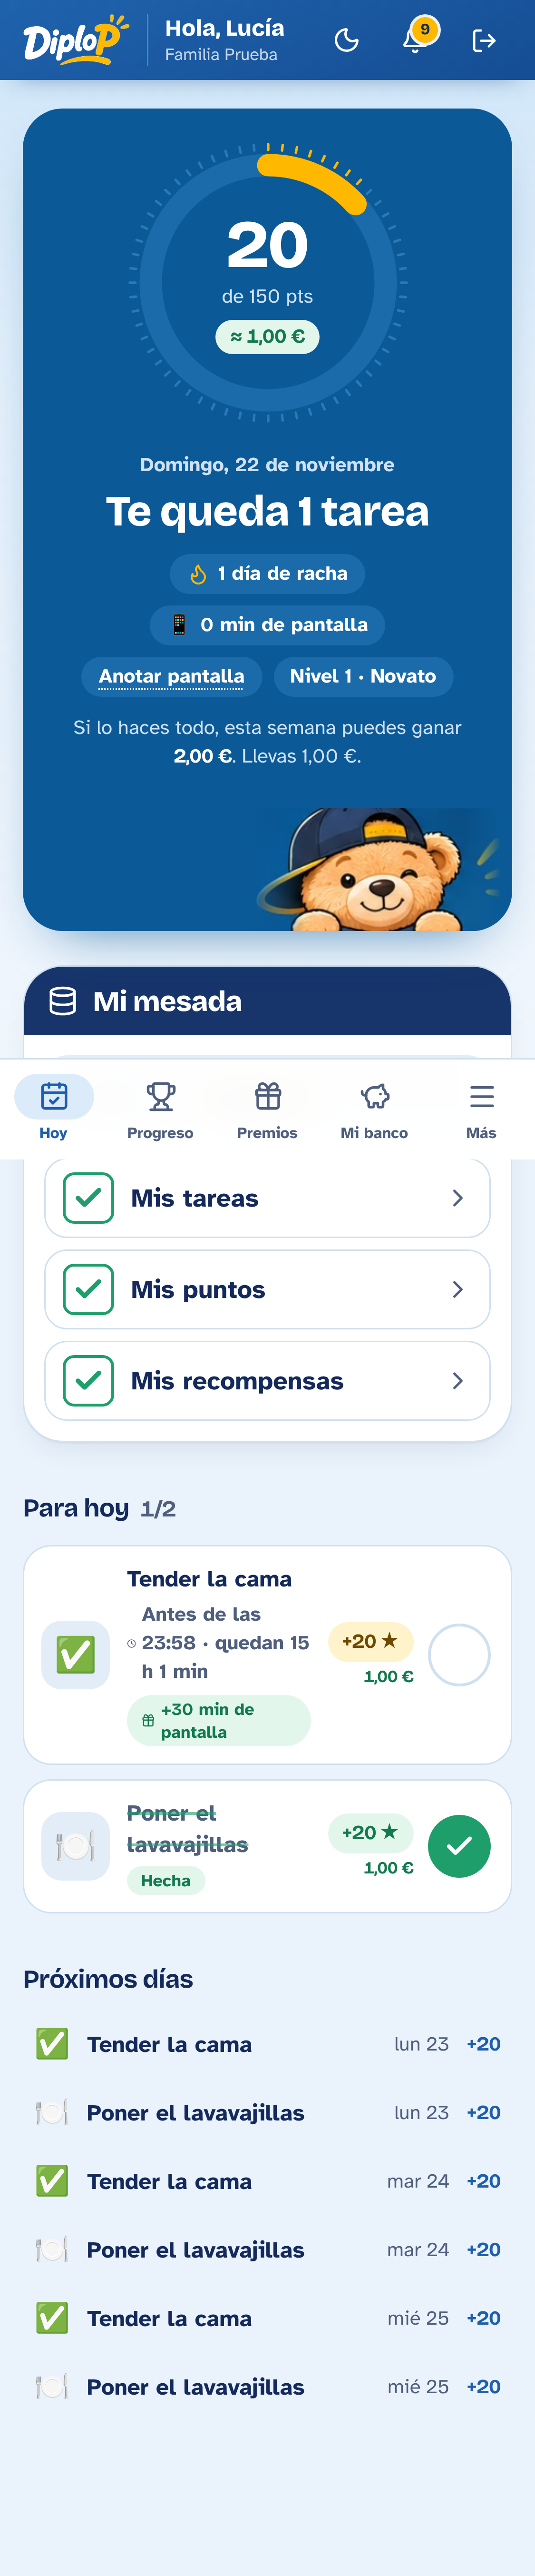 DiploP
Hola, Lucía
Familia Prueba
9
20
de 150 pts
≈ 1,00 €
Domingo, 22 de noviembre
Te queda 1 tarea
1 día de racha
0 min de pantalla
Anotar pantalla
Nivel 1 · Novato
Si lo haces todo, esta semana puedes ganar
2,00 €. Llevas 1,00 €.
Mi mesada
Hoy
Progreso
Premios
Mi banco
Más
Mis tareas
Mis puntos
Mis recompensas
Para hoy 1/2
Tender la cama
Antes de las
23:58 · quedan 15
h 1 min
+30 min de
pantalla
+20 ★
1,00 €
Poner el
lavavajillas
Hecha
+20 ★
1,00 €
Próximos días
Tender la cama lun 23 +20
Poner el lavavajillas lun 23 +20
Tender la cama mar 24 +20
Poner el lavavajillas mar 24 +20
Tender la cama mié 25 +20
Poner el lavavajillas mié 25 +20